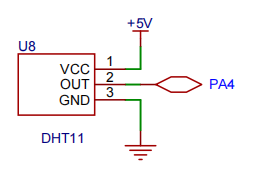 +5V
U8
VCC 1
OUT 2
GND 3
PA4
DHT11